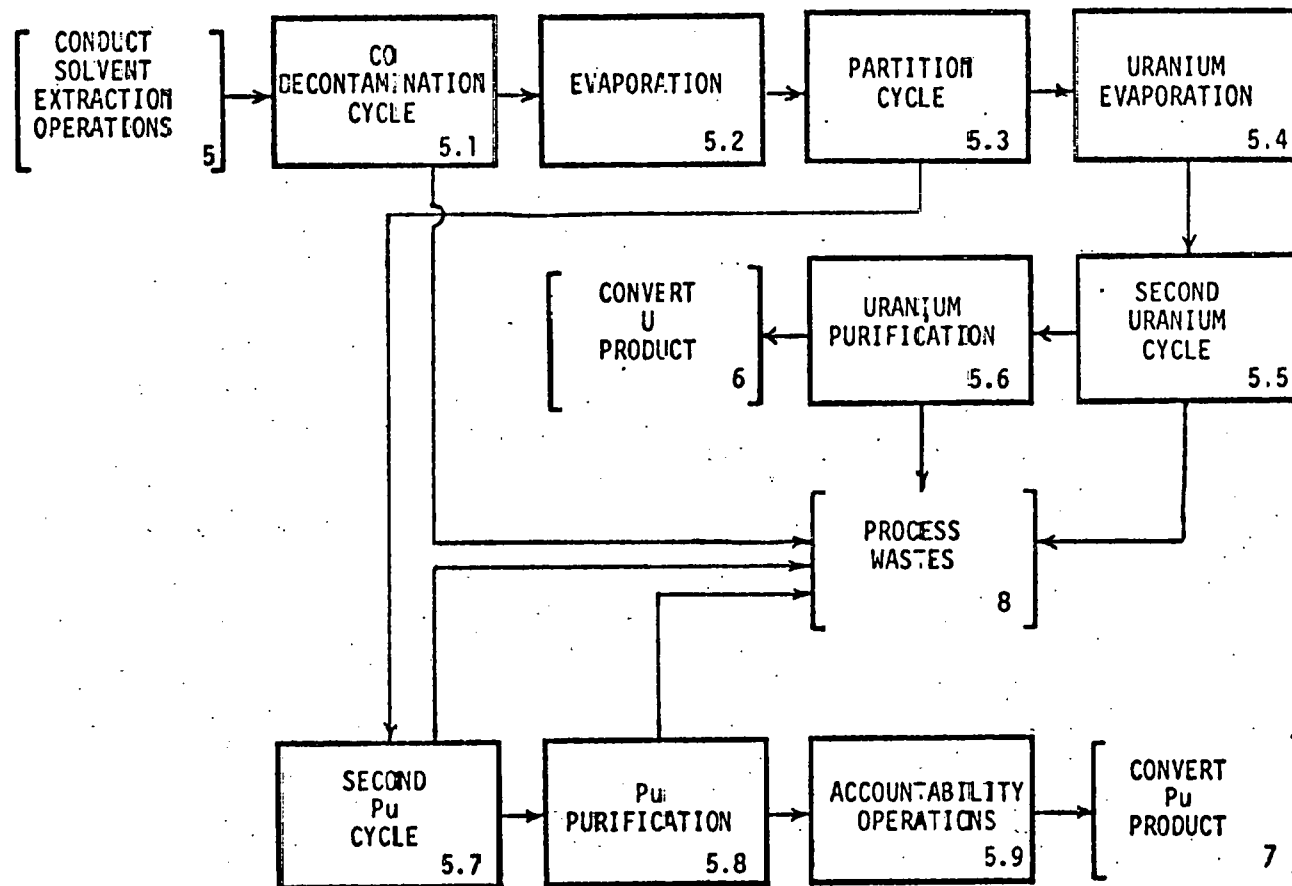 CONDUCT
SOLVENT
EXTRACTION
OPERATIONS
5
CO
DECONTAMINATION
CYCLE
5.1
EVAPORATION
5.2
PARTITION
CYCLE
5.3
URANIUM
EVAPORATION
5.4
CONVERT
U
PRODUCT
6
URANIUM
PURIFICATION
5.6
SECOND
URANIUM
CYCLE
5.5
PROCESS
WASTES
8
SECOND
Pu
CYCLE
5.7
Pu
PURIFICATION
5.8
ACCOUNTABILITY
OPERATIONS
5.9
CONVERT
Pu
PRODUCT
7